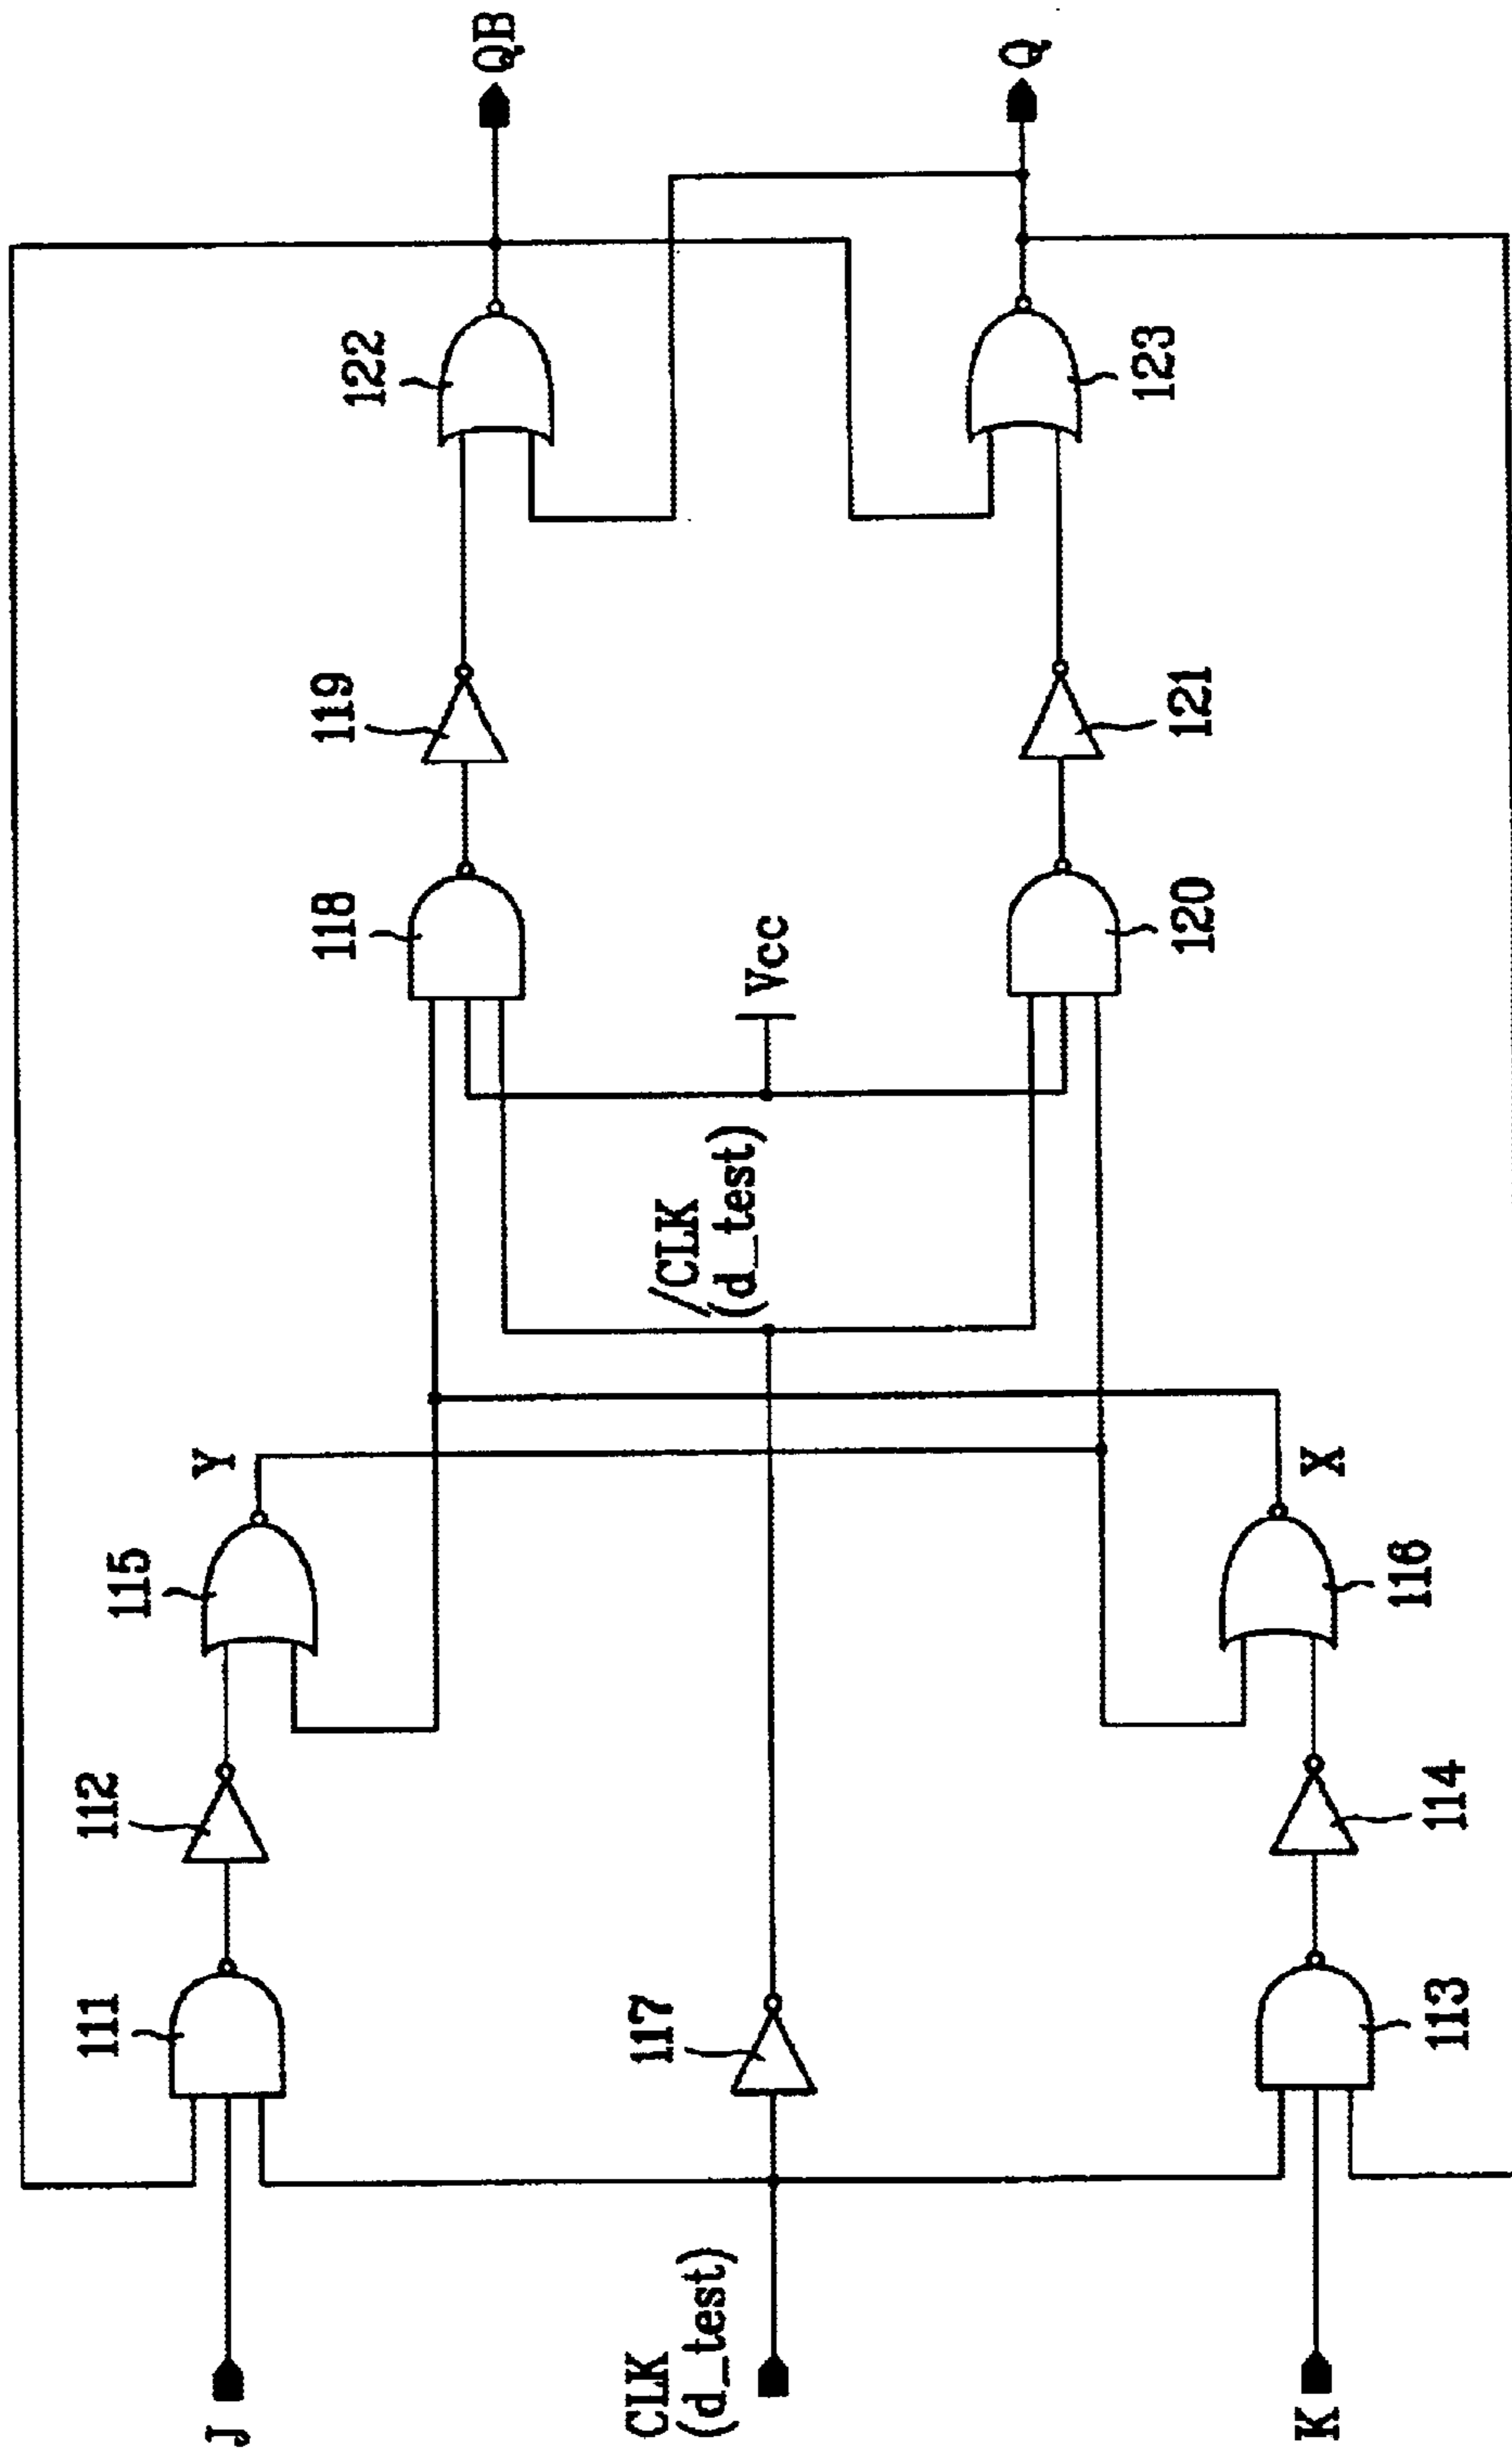 J
CLK
(d_test)
K
111
112
115
Y
117
113
114
116
X
/CLK
(d_test)
Vcc
118
119
122
QB
120
121
123
Q